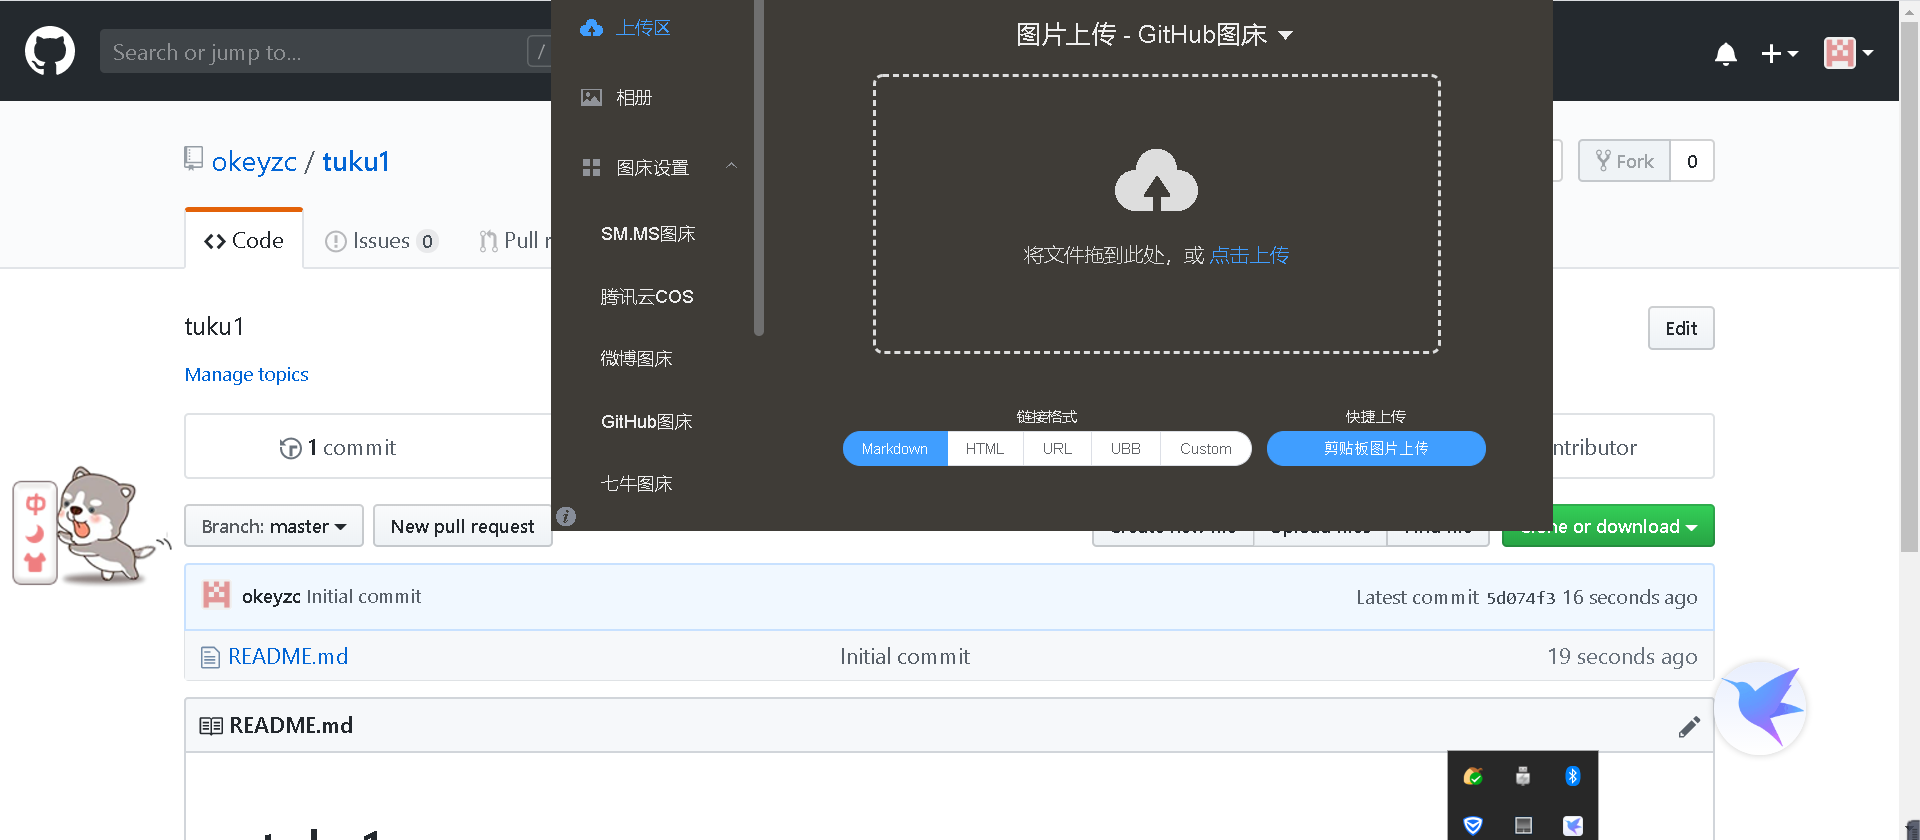 Search or jump to...
/
okeyzc / tuku1
Fork 0
Code
Issues 0
Pull r
tuku1
Edit
Manage topics
1 commit
ntributor
Branch: master
New pull request
or download
okeyzc Initial commit
Latest commit 5d074f3 16 seconds ago
README.md
Initial commit
19 seconds ago
README.md
tuku1
上传区
相册
图床设置
SM.MS图床
腾讯云COS
微博图床
GitHub图床
七牛图床
图片上传 - GitHub图床
将文件拖到此处，或 点击上传
链接格式
Markdown
HTML
URL
UBB
Custom
快捷上传
剪贴板图片上传
中